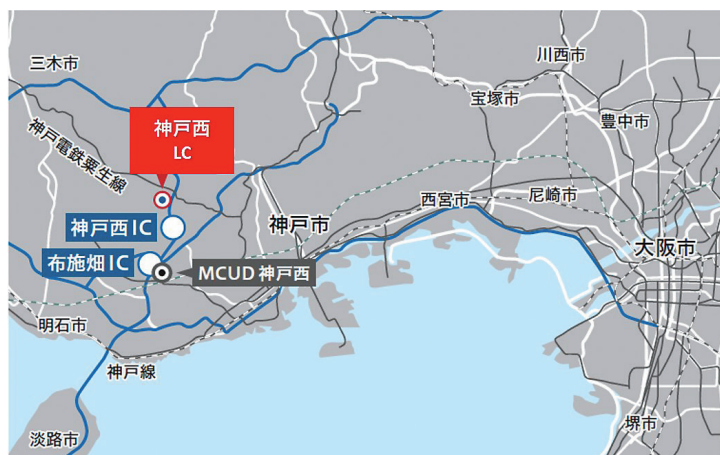 三木市
川西市
宝塚市
豊中市
神戸電鉄粟生線
神戸西
LC
西宮市
尼崎市
神戸市
神戸西IC
大阪市
布施畑IC
MCUD 神戸西
明石市
神戸線
堺市
淡路市